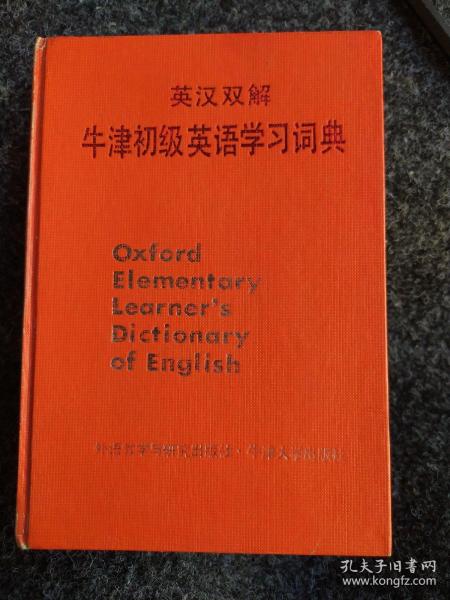 英汉双解
牛津初级英语学习词典
Oxford
Elementary
Learner's
Dictionary
of English
外语教学与研究出版社·牛津大学出版社
孔夫子旧书网
www.kongfz.com